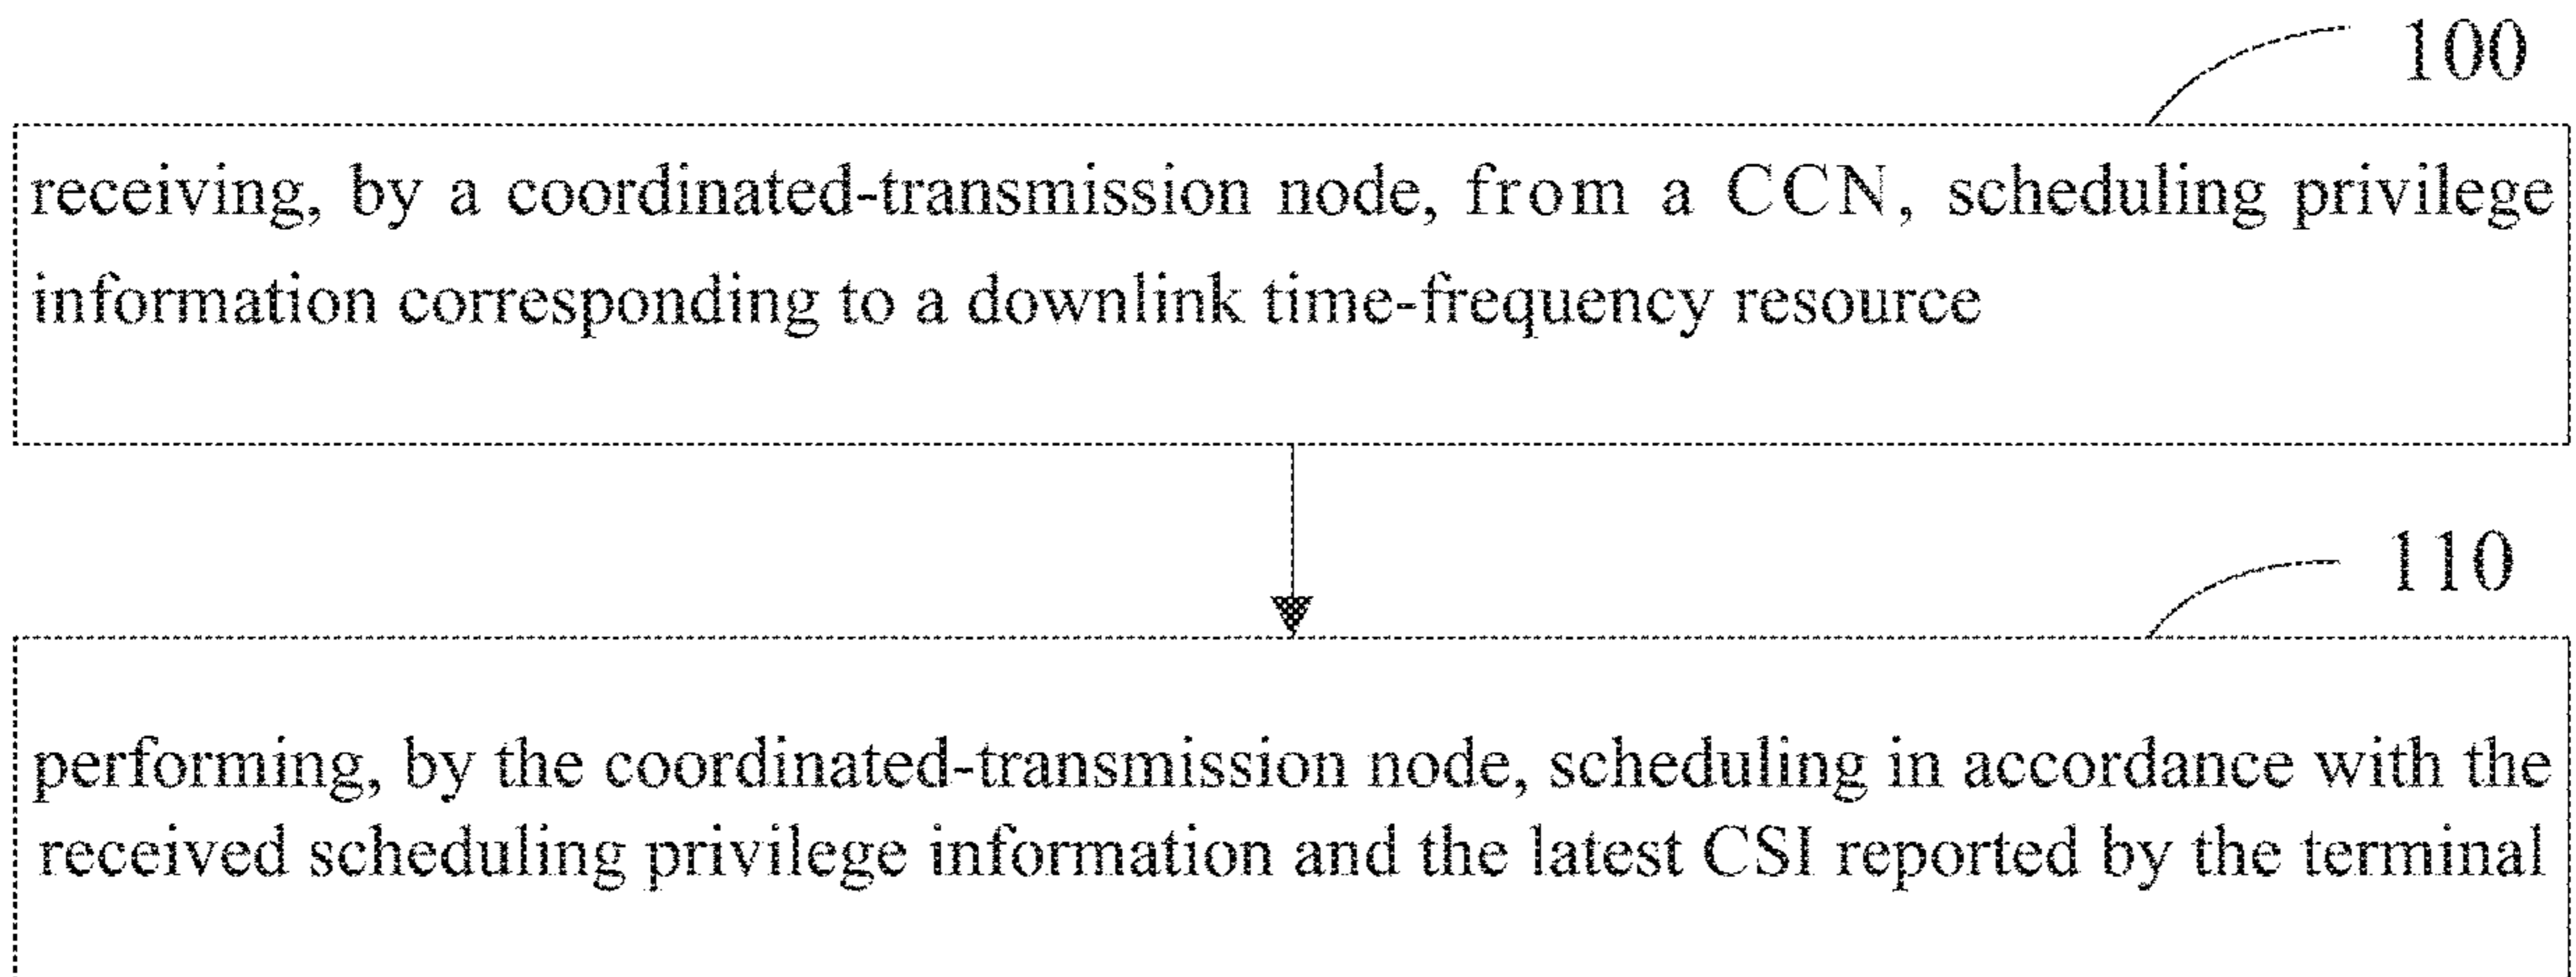 100
receiving, by a coordinated-transmission node, from a CCN, scheduling privilege
information corresponding to a downlink time-frequency resource
110
performing, by the coordinated-transmission node, scheduling in accordance with the
received scheduling privilege information and the latest CSI reported by the terminal